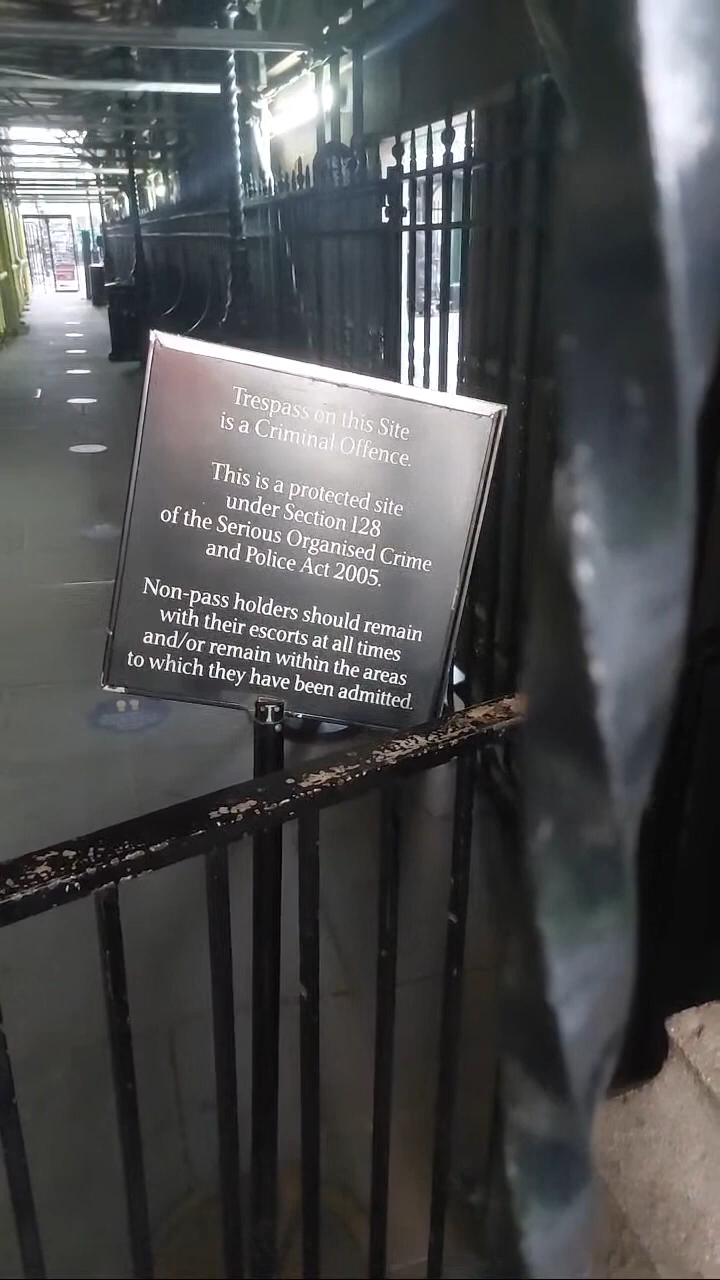 Trespass on this Site
is a Criminal Offence.
This is a protected site
under Section 128
of the Serious Organised Crime
and Police Act 2005.
Non-pass holders should remain
with their escorts at all times
and/or remain within the areas
to which they have been admitted.